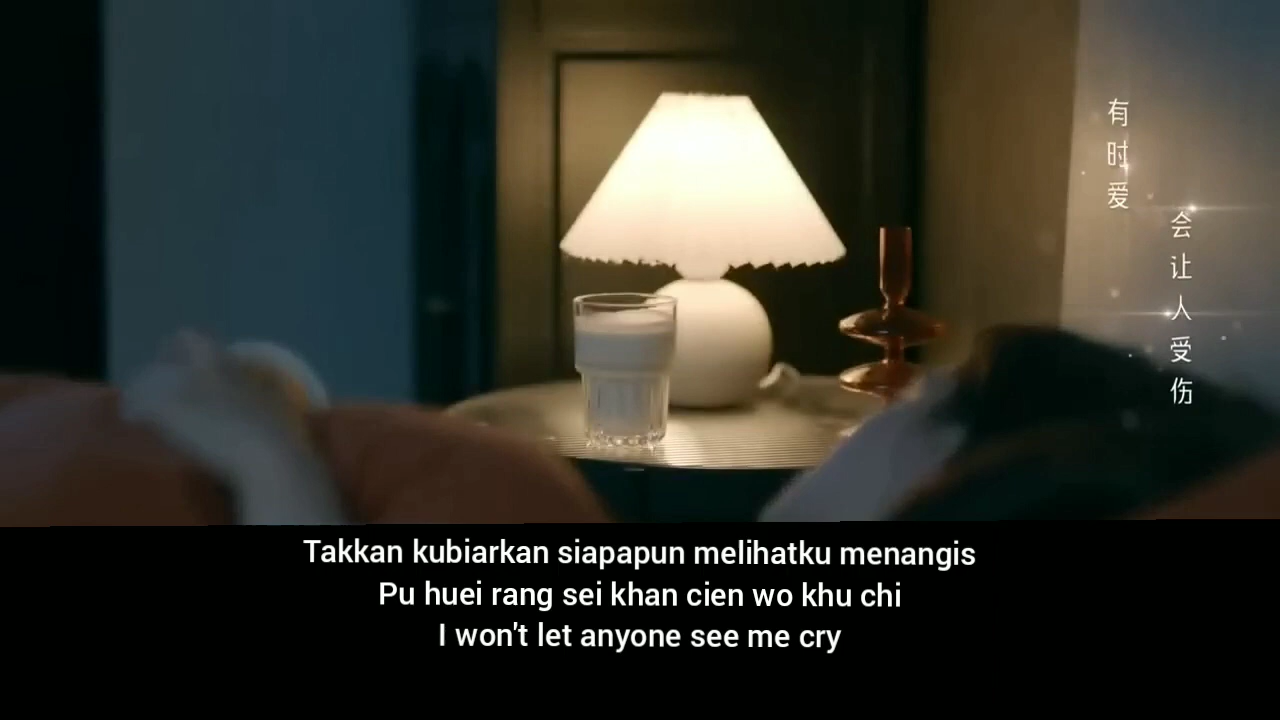 有时爱
会让人受伤
Takkan kubiarkan siapapun melihatku menangis
Pu huei rang sei khan cien wo khu chi
I won't let anyone see me cry